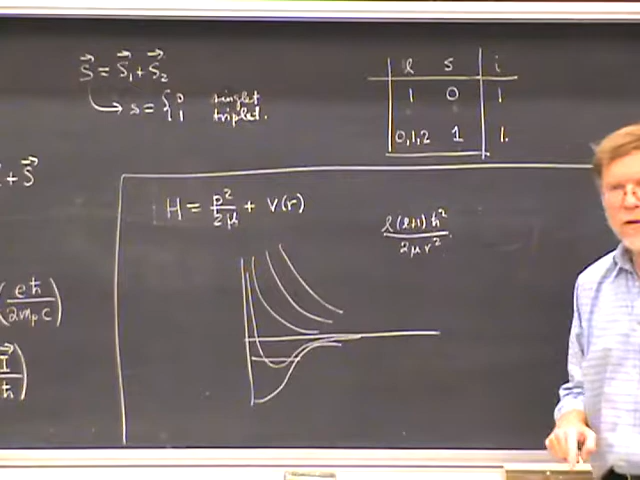 S⃗ = S⃗₁ + S⃗₂
s = { 0 singlet
1 triplet.
l s i
1 0 1
0,1,2 1 1.
+ S⃗
H = p²/2μ + V(r)
l(l+1)ħ²/2μr²
(eħ/2mₚc)
I⃗/ħ)